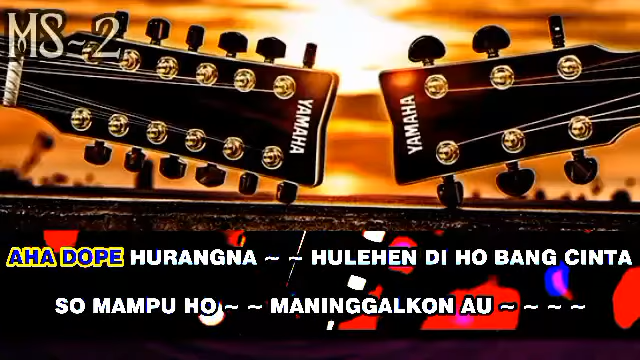 MS~2
YAMAHA
YAMAHA
AHA DOPE HURANGNA ~ ~ HULEHEN DI HO BANG CINTA
SO MAMPU HO ~ ~ MANINGGALKON AU ~ ~ ~ ~